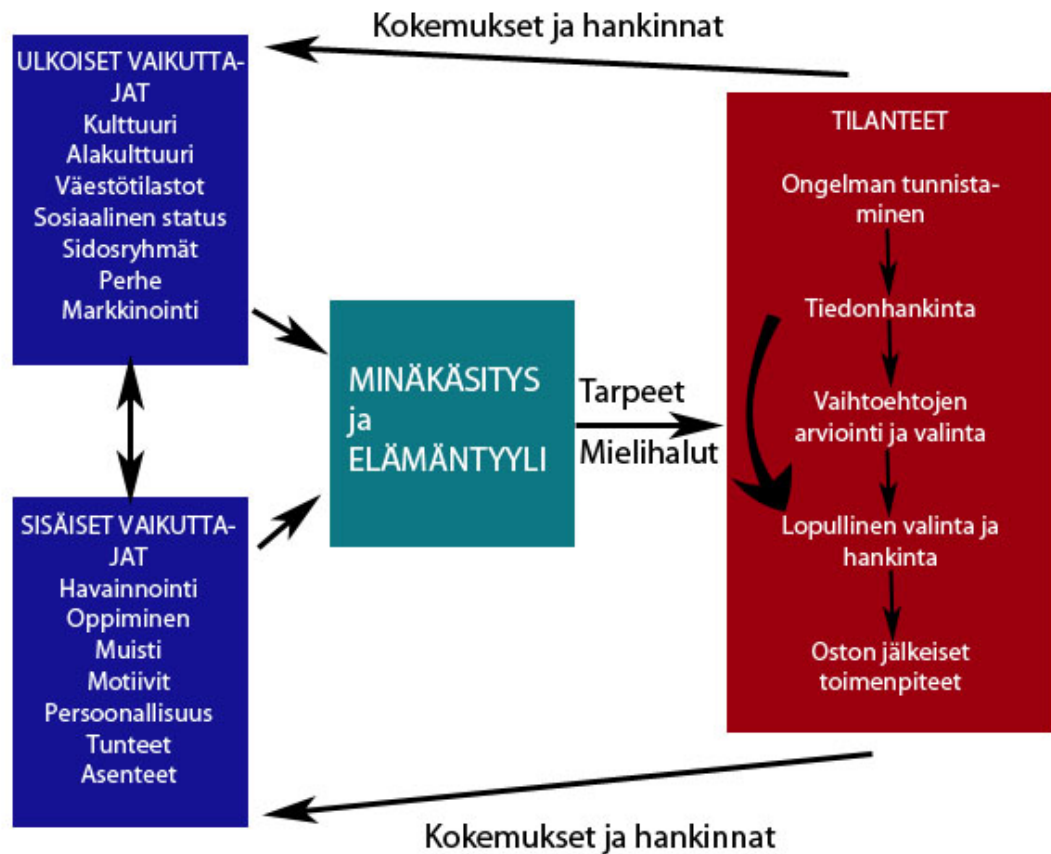 Kokemukset ja hankinnat
ULKOISET VAIKUTTA-
JAT
Kulttuuri
Alakulttuuri
Väestötilastot
Sosiaalinen status
Sidosryhmät
Perhe
Markkinointi
SISÄISET VAIKUTTA-
JAT
Havainnointi
Oppiminen
Muisti
Motiivit
Persoonallisuus
Tunteet
Asenteet
MINÄKÄSITYS
ja
ELÄMÄNTYYLI
Tarpeet
Mielihalut
TILANTEET
Ongelman tunnista-
minen
Tiedonhankinta
Vaihtoehtojen
arviointi ja valinta
Lopullinen valinta ja
hankinta
Oston jälkeiset
toimenpiteet
Kokemukset ja hankinnat